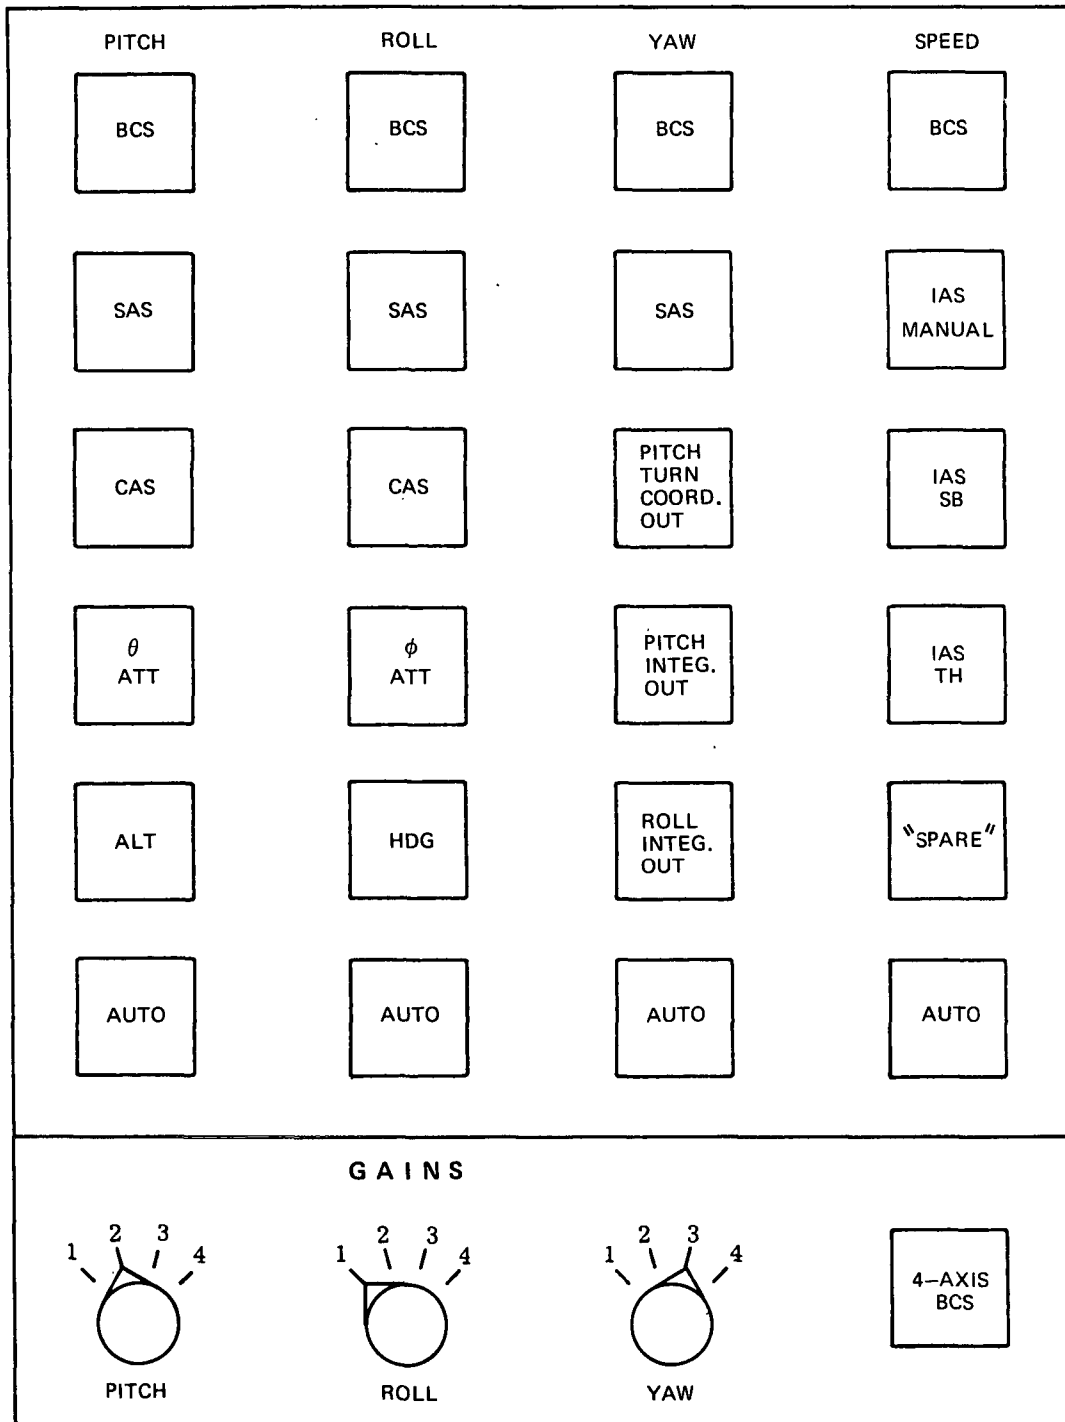 PITCH ROLL YAW SPEED
BCS BCS BCS BCS
SAS SAS SAS IAS
MANUAL
CAS CAS PITCH
TURN
COORD.
OUT IAS
SB
θ
ATT φ
ATT PITCH
INTEG.
OUT IAS
TH
ALT HDG ROLL
INTEG.
OUT "SPARE"
AUTO AUTO AUTO AUTO
GAINS
1 2 3 4 1 2 3 4 1 2 3 4
4-AXIS
BCS
PITCH ROLL YAW